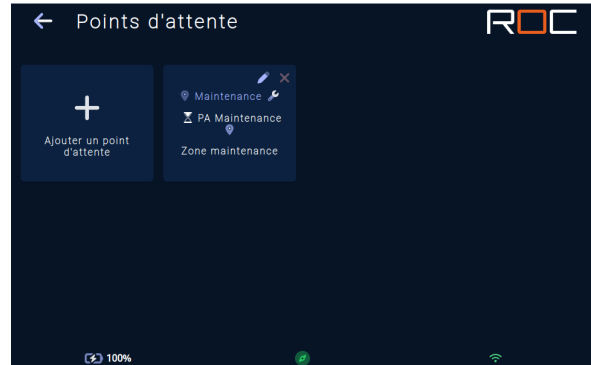 Points d'attente
ROC
Ajouter un point
d'attente
Maintenance
PA Maintenance
Zone maintenance
100%